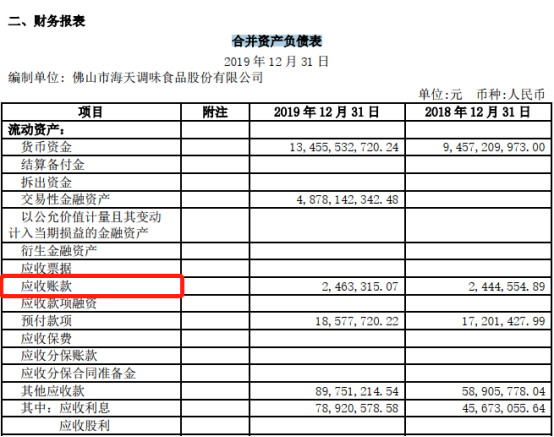 二、财务报表
合并资产负债表
2019 年 12 月 31 日
编制单位: 佛山市海天调味食品股份有限公司
单位:元 币种:人民币
项目 附注 2019 年 12 月 31 日 2018 年 12 月 31 日
流动资产：
货币资金 13,455,532,720.24 9,457,209,973.00
结算备付金
拆出资金
交易性金融资产 4,878,142,342.48
以公允价值计量且其变动
计入当期损益的金融资产
衍生金融资产
应收票据
应收账款 2,463,315.07 2,444,554.89
应收款项融资
预付款项 18,577,720.22 17,201,427.99
应收保费
应收分保账款
应收分保合同准备金
其他应收款 89,751,214.54 58,905,778.04
其中：应收利息 78,920,578.58 45,673,055.64
应收股利